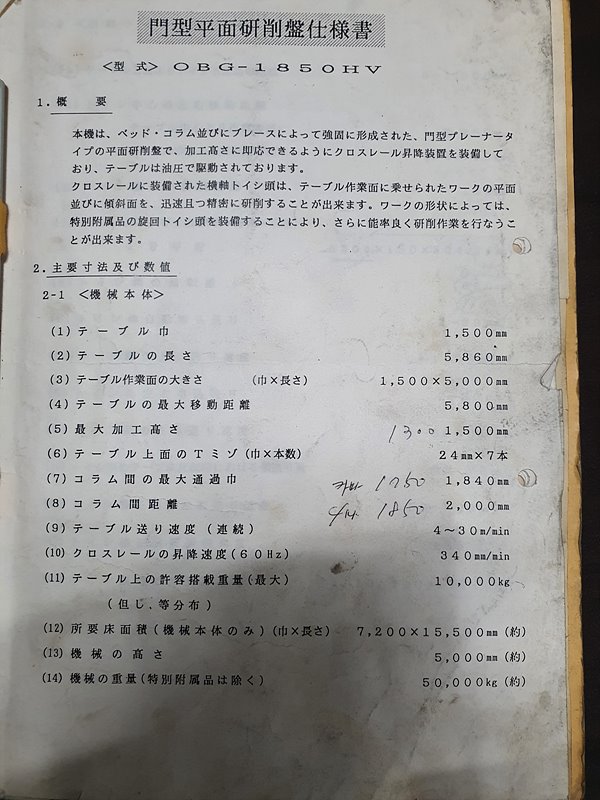 門型平面研削盤仕様書
＜型式＞ OBG-1850HV
1.概　要
本機は、ベッド・コラム並びにブレースによって強固に形成された、門型プレーナータ
イプの平面研削盤で、加工高さに即応できるようにクロスレール昇降装置を装備して
おり、テーブルは油圧で駆動されております。
クロスレールに装備された横軸トイシ頭は、テーブル作業面に乗せられたワークの平面
並びに傾斜面を、迅速且つ精密に研削することが出来ます。ワークの形状によっては、
特別附属品の旋回トイシ頭を装備することにより、さらに能率良く研削作業を行なうこ
とが出来ます。
2.主要寸法及び数値
2-1 ＜機械本体＞
(1)テーブル巾 1,500mm
(2)テーブルの長さ 5,860mm
(3)テーブル作業面の大きさ (巾×長さ) 1,500×5,000mm
(4)テーブルの最大移動距離 5,800mm
(5)最大加工高さ 1300 1,500mm
(6)テーブル上面のTミゾ(巾×本数) 24mm×7本
(7)コラム間の最大通過巾 1750 1,840mm
(8)コラム間距離 1850 2,000mm
(9)テーブル送り速度(連続) 4～30m/min
(10)クロスレールの昇降速度(60Hz) 340mm/min
(11)テーブル上の許容搭載重量(最大) 10,000kg
(但し.等分布)
(12)所要床面積(機械本体のみ)(巾×長さ) 7,200×15,500mm(約)
(13)機械の高さ 5,000mm(約)
(14)機械の重量(特別附属品は除く) 50,000kg(約)